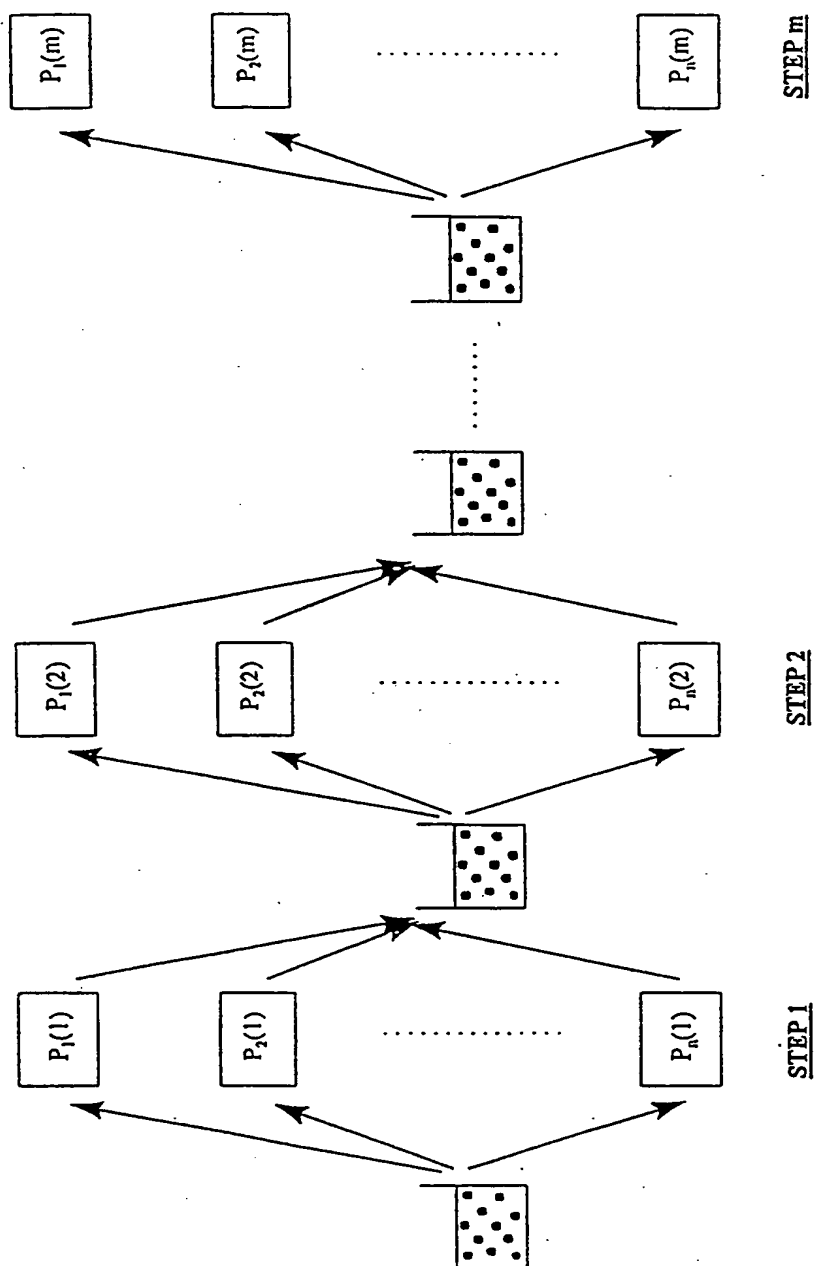 P₁(1)
P₂(1)
Pₙ(1)
STEP 1
P₁(2)
P₂(2)
Pₙ(2)
STEP 2
P₁(m)
P₂(m)
Pₙ(m)
STEP m